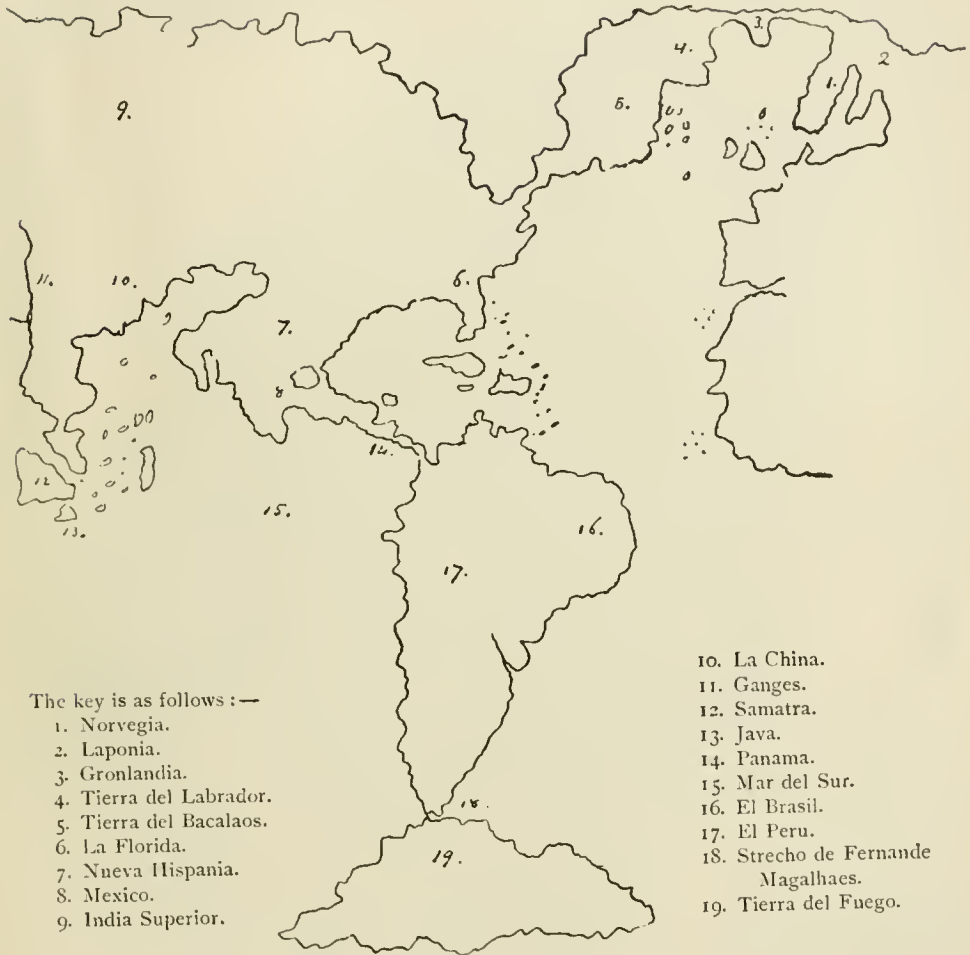 3.
4.
2
1.
5.
9.
11.
10.
6.
7.
8
14.
12
15.
13.
16.
17.
18.
19.
The key is as follows :—
1. Norvegia.
2. Laponia.
3. Gronlandia.
4. Tierra del Labrador.
5. Tierra del Bacalaos.
6. La Florida.
7. Nueva Hispania.
8. Mexico.
9. India Superior.
10. La China.
11. Ganges.
12. Samatra.
13. Java.
14. Panama.
15. Mar del Sur.
16. El Brasil.
17. El Peru.
18. Strecho de Fernande
Magalhaes.
19. Tierra del Fuego.